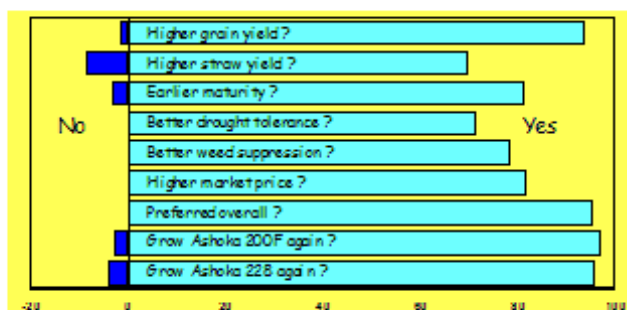 Higher grain yield ?
Higher straw yield ?
Earlier maturity ?
No
Better drought tolerance ?
Yes
Better weed suppression ?
Higher market price ?
Preferred overall ?
Grow Ashoka 200F again ?
Grow Ashoka 228 again ?
-20 0 20 40 60 80 100